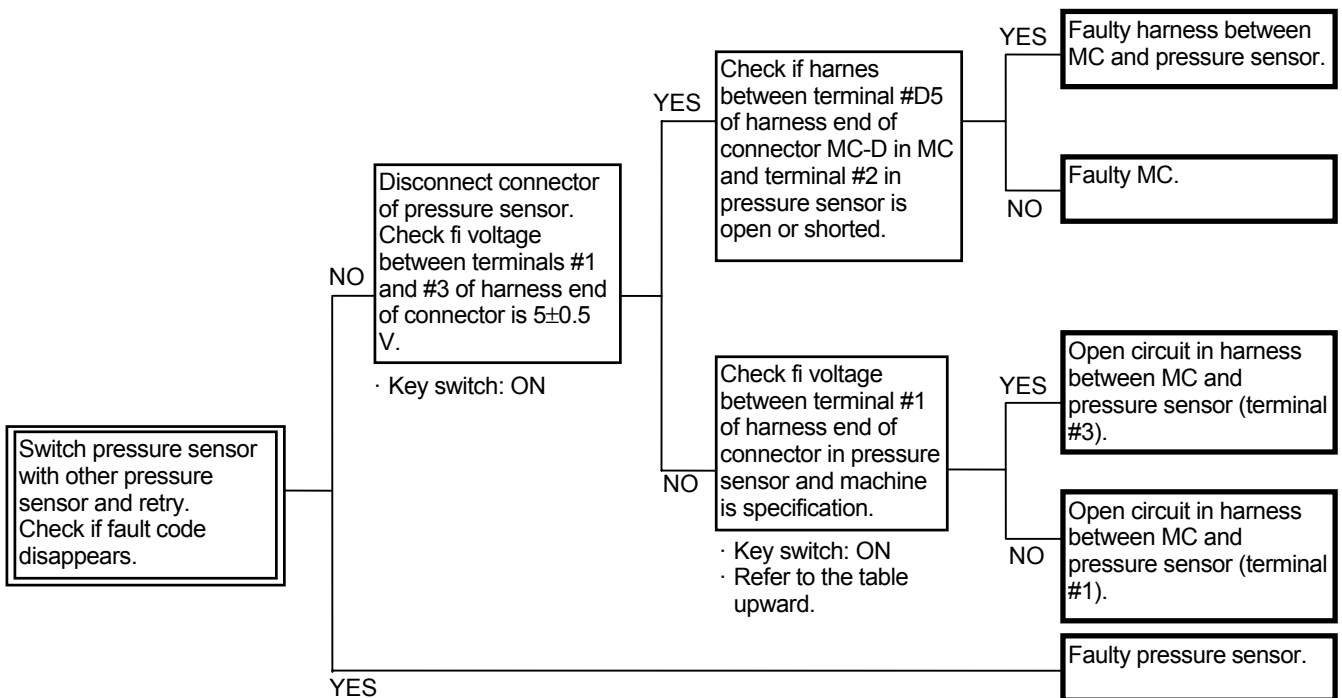 Switch pressure sensor
with other pressure
sensor and retry.
Check if fault code
disappears.
NO
Disconnect connector
of pressure sensor.
Check fi voltage
between terminals #1
and #3 of harness end
of connector is 5±0.5
V.
· Key switch: ON
YES
Check if harnes
between terminal #D5
of harness end of
connector MC-D in MC
and terminal #2 in
pressure sensor is
open or shorted.
YES
Faulty harness between
MC and pressure sensor.
NO
Faulty MC.
NO
Check fi voltage
between terminal #1
of harness end of
connector in pressure
sensor and machine
is specification.
· Key switch: ON
· Refer to the table
upward.
YES
Open circuit in harness
between MC and
pressure sensor (terminal
#3).
NO
Open circuit in harness
between MC and
pressure sensor (terminal
#1).
YES
Faulty pressure sensor.